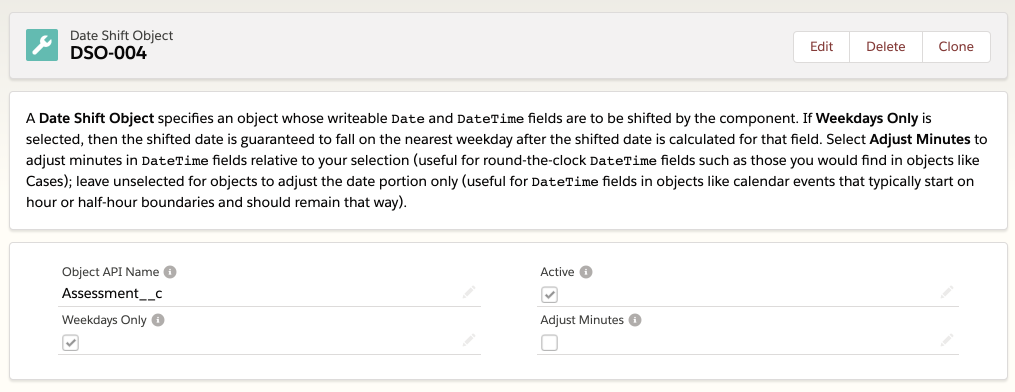 Date Shift Object
DSO-004
Edit Delete Clone
A Date Shift Object specifies an object whose writeable Date and DateTime fields are to be shifted by the component. If Weekdays Only is
selected, then the shifted date is guaranteed to fall on the nearest weekday after the shifted date is calculated for that field. Select Adjust Minutes to
adjust minutes in DateTime fields relative to your selection (useful for round-the-clock DateTime fields such as those you would find in objects like
Cases); leave unselected for objects to adjust the date portion only (useful for DateTime fields in objects like calendar events that typically start on
hour or half-hour boundaries and should remain that way).
Object API Name
Assessment__c
Active
Weekdays Only
Adjust Minutes